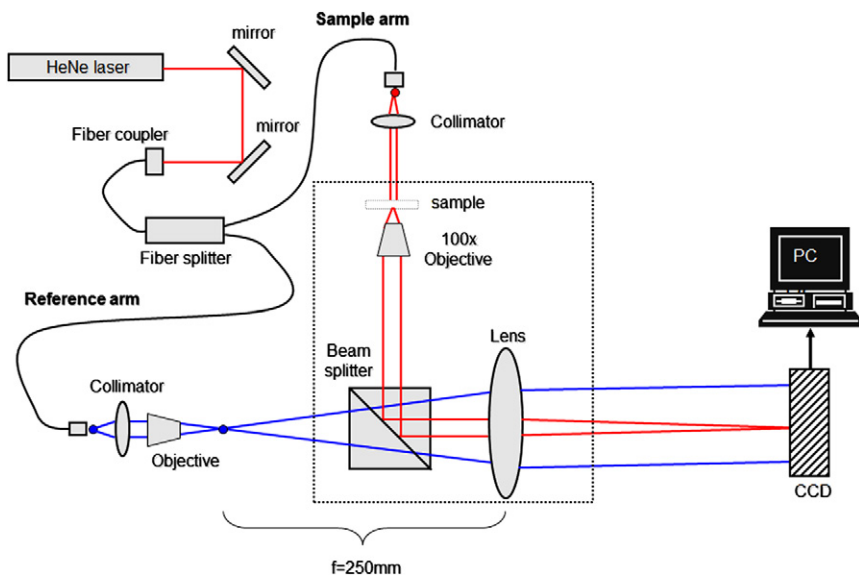 Sample arm
mirror
HeNe laser
Fiber coupler
mirror
Collimator
sample
100x
Objective
Fiber splitter
PC
Reference arm
Lens
Beam
splitter
Collimator
Objective
CCD
f=250mm